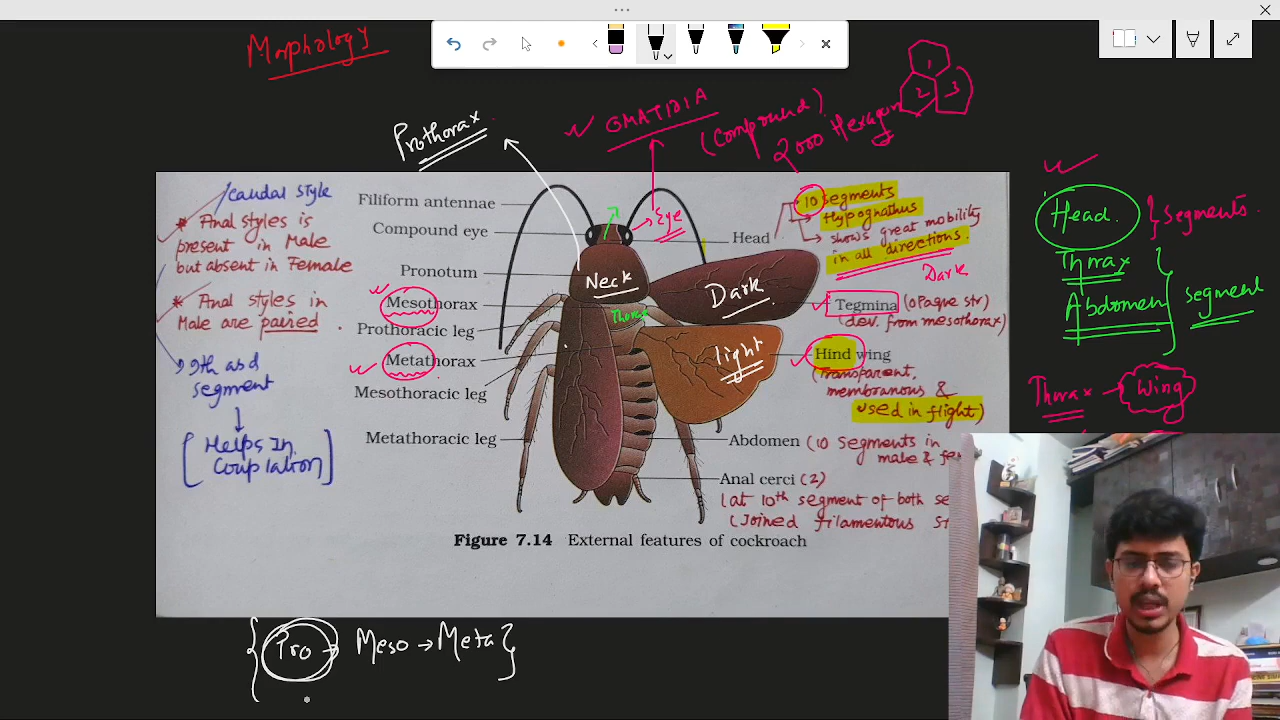 Morphology
Prothorax
OMATIDIA
(Compound)
2000 Hexagon
1
2 3
caudal style
* Anal styles is
present in Male
but absent in Female
* Anal styles in
Male are paired.
9th abd
segment
[Helps In
Couplation]
Filiform antennae
Compound eye
Pronotum
Mesothorax
Prothoracic leg
Metathorax
Mesothoracic leg
Metathoracic leg
Eye
Neck
Thorax
Dark
light
Head
10 segments
Hypognathus
shows great mobility
in all directions.
Dark
Tegmina (opaque str)
(dev. from mesothorax)
Hind wing
(Transparent,
membranous &
used in flight)
Abdomen (10 segments in
male &
Anal cerci (2)
(at 10th segment of both
(Joined filamentous
Figure 7.14 External features of cockroach
Head. } segments.
Thorax
Abdomen } segment
Thorax - Wing
{Pro → Meso → Meta}